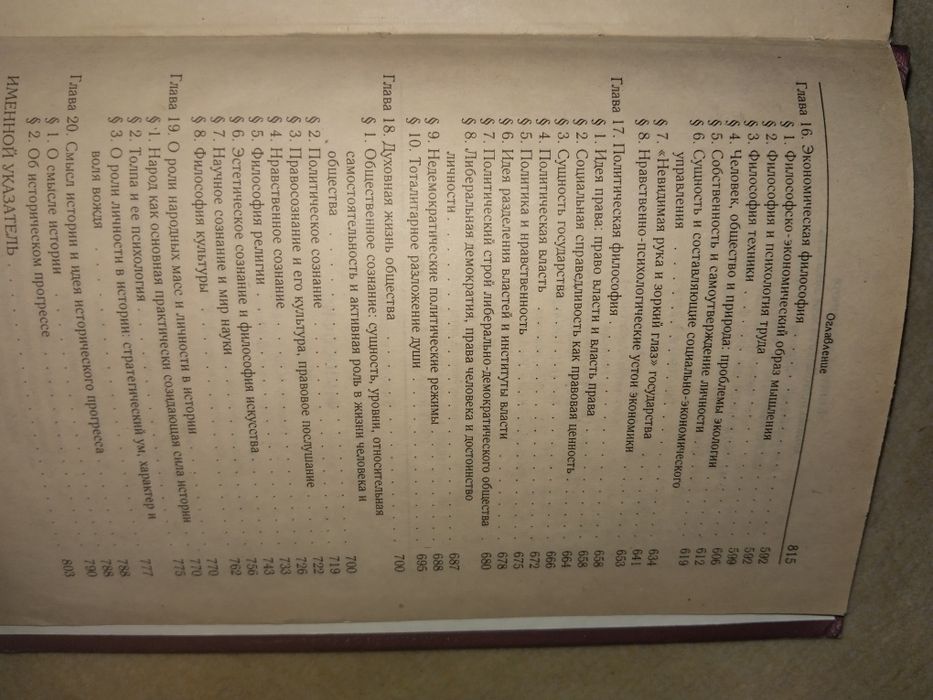 Оглавление 815
Глава 16. Экономическая философия . . . 592
§ 1. Философско-экономический образ мышления . . . 592
§ 2. Философия и психология труда . . . 599
§ 3. Философия техники . . . 606
§ 4. Человек, общество и природа: проблемы экологии . . . 612
§ 5. Собственность и самоутверждение личности . . . 619
§ 6. Сущность и составляющие социально-экономического
управления . . . 634
§ 7. «Невидимая рука и зоркий глаз» государства . . . 641
§ 8. Нравственно-психологические устои экономики . . . 653
Глава 17. Политическая философия . . . 658
§ 1. Идея права: право власти и власть права . . . 658
§ 2. Социальная справедливость как правовая ценность . . . 664
§ 3. Сущность государства . . . 666
§ 4. Политическая власть . . . 672
§ 5. Политика и нравственность . . . 675
§ 6. Идея разделения властей и институты власти . . . 678
§ 7. Политический строй либерально-демократического общества 680
§ 8. Либеральная демократия, права человека и достоинство
личности . . . 687
§ 9. Недемократические политические режимы . . . 688
§ 10. Тоталитарное разложение души . . . 695
Глава 18. Духовная жизнь общества . . . 700
§ 1. Общественное сознание: сущность, уровни, относительная
самостоятельность и активная роль в жизни человека и
общества . . . 700
§ 2. Политическое сознание . . . 719
§ 3. Правосознание и его культура, правовое послушание . . . 722
§ 4. Нравственное сознание . . . 726
§ 5. Философия религии . . . 733
§ 6. Эстетическое сознание и философия искусства . . . 743
§ 7. Научное сознание и мир науки . . . 756
§ 8. Философия культуры . . . 762
Глава 19. О роли народных масс и личности в истории . . . 770
§ 1. Народ как основная практически созидающая сила истории 770
§ 2. Толпа и ее психология . . . 775
§ 3. О роли личности в истории: стратегический ум, характер и
воля вождя . . . 777
Глава 20. Смысл истории и идея исторического прогресса . . . 788
§ 1. О смысле истории . . . 788
§ 2. Об историческом прогрессе . . . 790
ИМЕННОЙ УКАЗАТЕЛЬ . . . 803